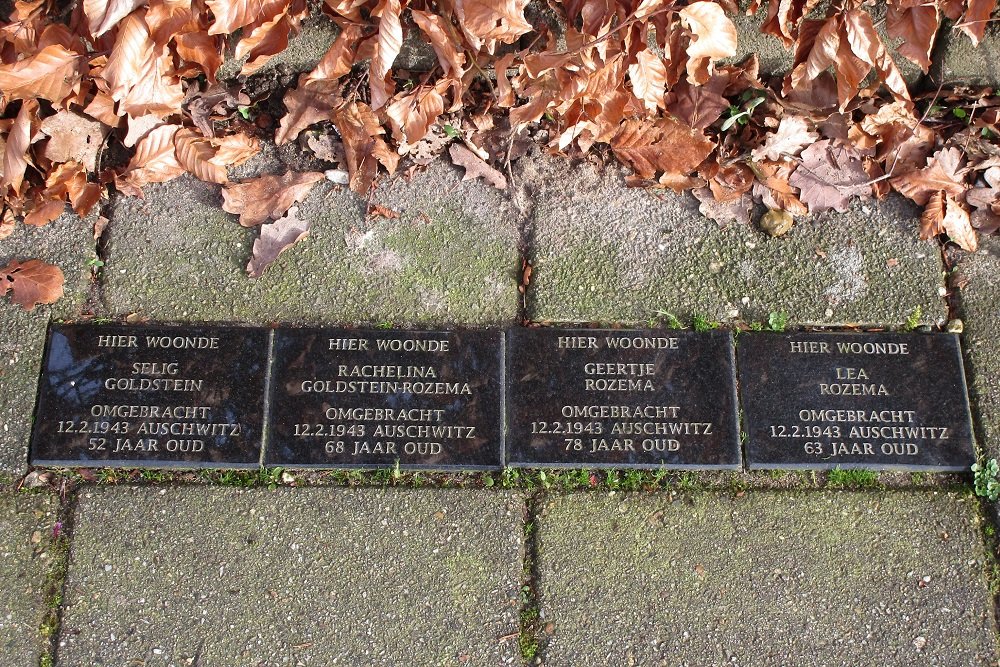 HIER WOONDE
SELIG
GOLDSTEIN
OMGEBRACHT
12.2.1943 AUSCHWITZ
52 JAAR OUD
HIER WOONDE
RACHELINA
GOLDSTEIN-ROZEMA
OMGEBRACHT
12.2.1943 AUSCHWITZ
68 JAAR OUD
HIER WOONDE
GEERTJE
ROZEMA
OMGEBRACHT
12.2.1943 AUSCHWITZ
78 JAAR OUD
HIER WOONDE
LEA
ROZEMA
OMGEBRACHT
12.2.1943 AUSCHWITZ
63 JAAR OUD